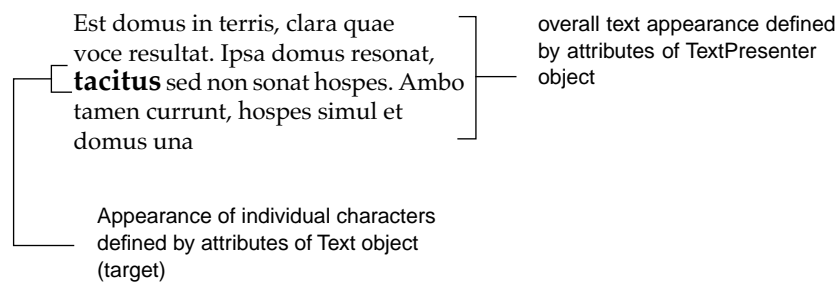 Est domus in terris, clara quae
voce resultat. Ipsa domus resonat,
tacitus sed non sonat hospes. Ambo
tamen currunt, hospes simul et
domus una
overall text appearance defined
by attributes of TextPresenter
object
Appearance of individual characters
defined by attributes of Text object
(target)